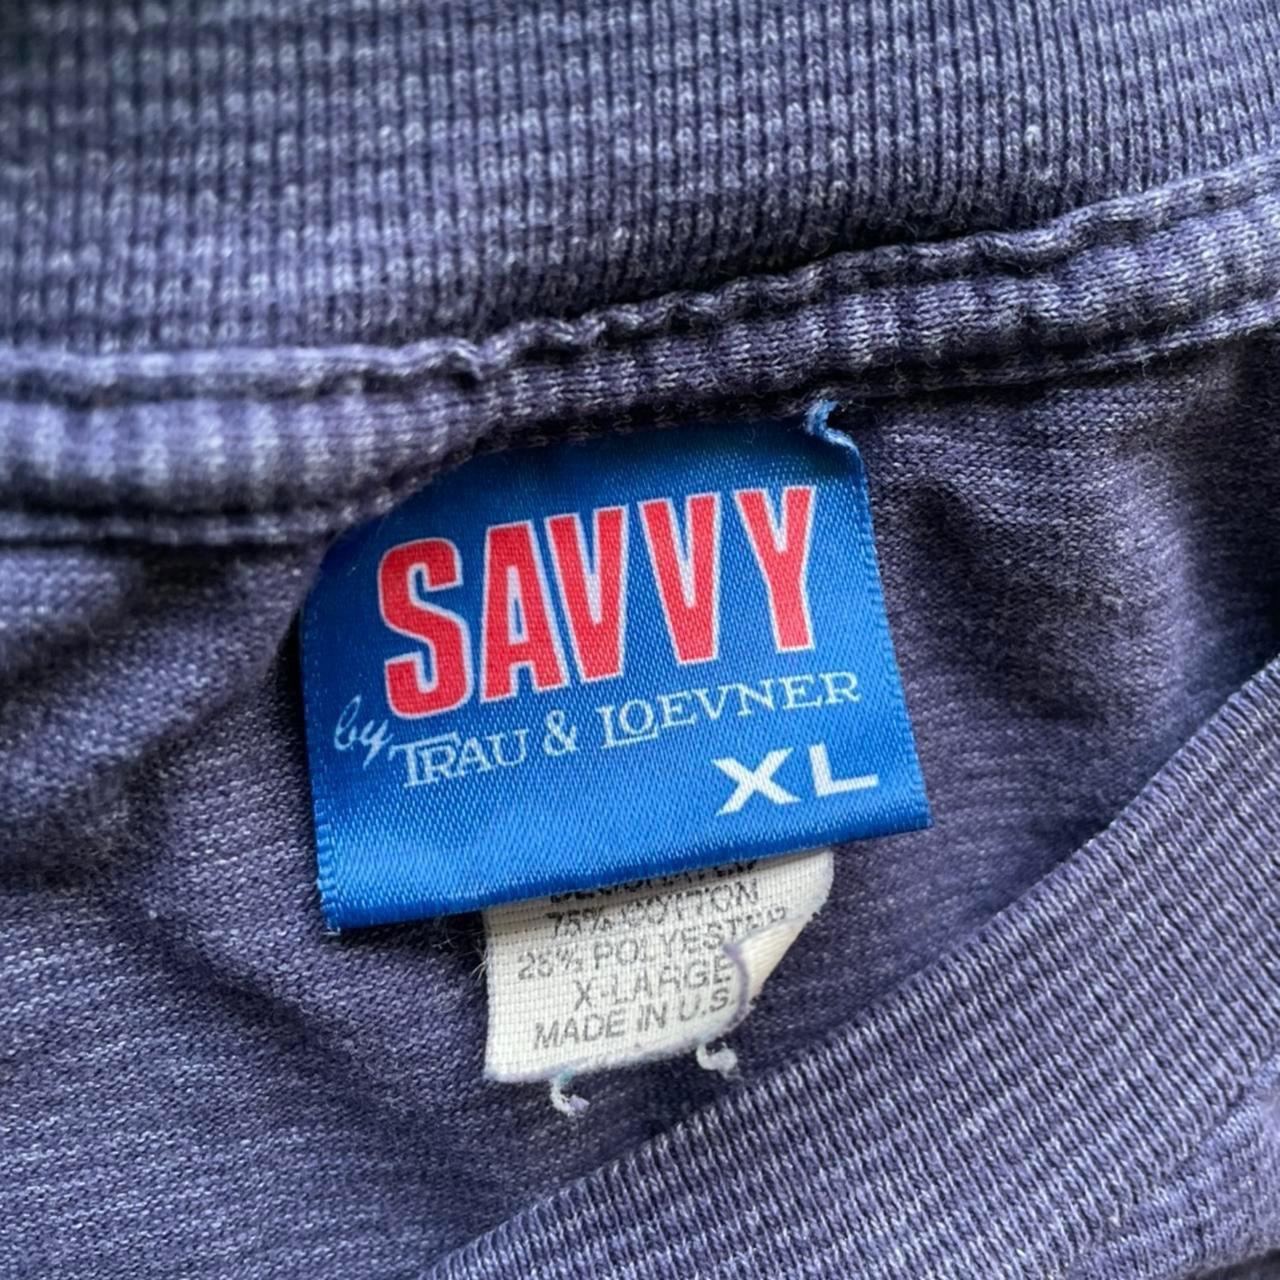 SAVVY
by TRAU & LOEVNER
XL
75% COTTON
25% POLYESTER
X-LARGE
MADE IN U.S.